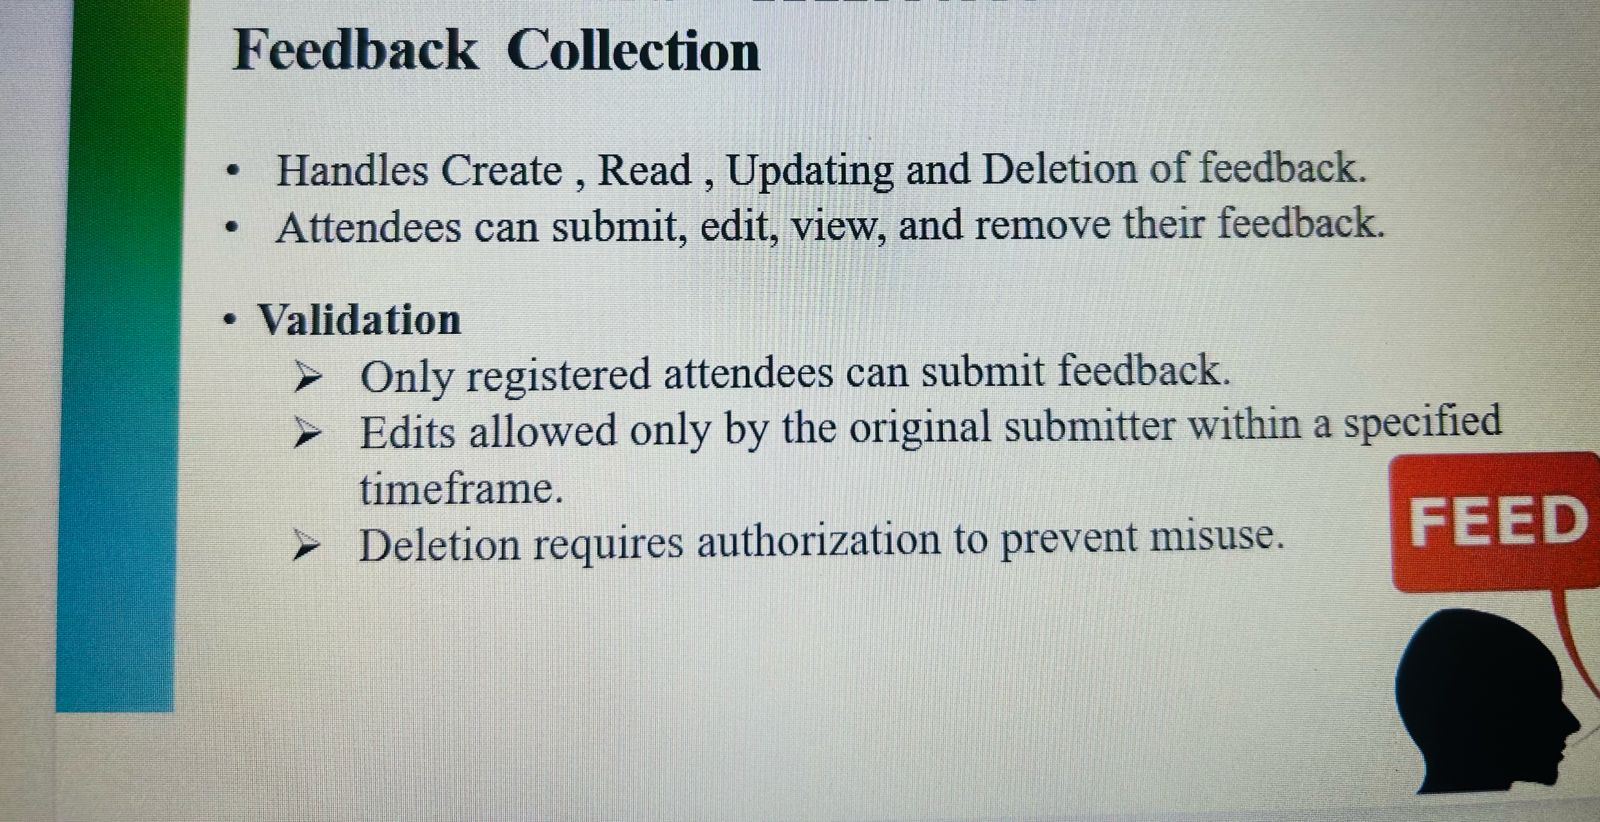 Feedback Collection
• Handles Create , Read , Updating and Deletion of feedback.
• Attendees can submit, edit, view, and remove their feedback.
• Validation
➢ Only registered attendees can submit feedback.
➢ Edits allowed only by the original submitter within a specified
timeframe.
➢ Deletion requires authorization to prevent misuse.
FEED